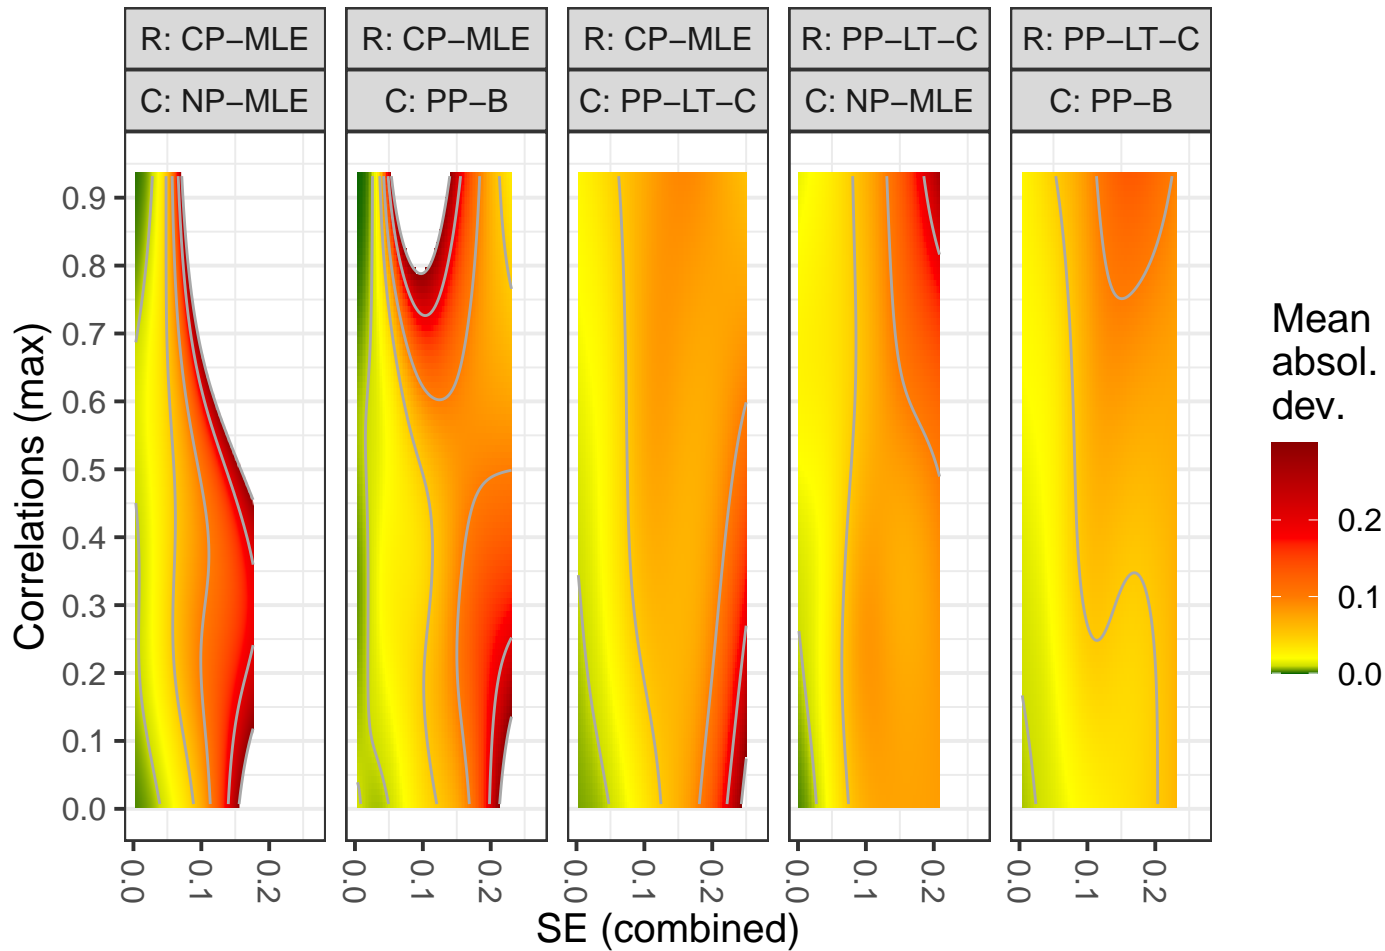 R: CP−MLE
R: CP−MLE
R: CP−MLE
R: PP−LT−C
R: PP−LT−C
C: NP−MLE
C: PP−B
C: PP−LT−C
C: NP−MLE
C: PP−B
Correlations (max)
0.9
0.8
0.7
0.6
0.5
0.4
0.3
0.2
0.1
0.0
0.0
0.1
0.2
0.0
0.1
0.2
0.0
0.1
0.2
0.0
0.1
0.2
0.0
0.1
0.2
SE (combined)
Mean
absol.
dev.
0.2
0.1
0.0